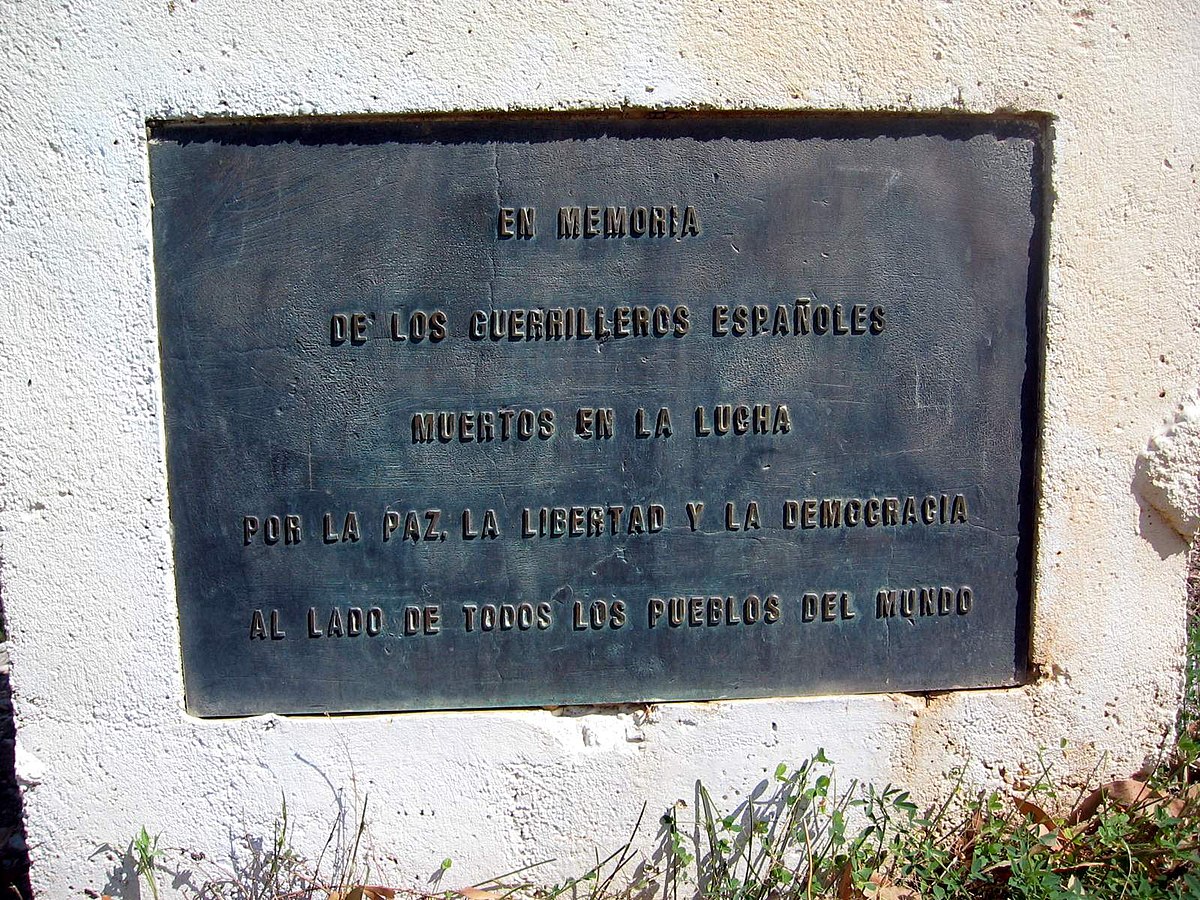 EN MEMORIA
DE LOS GUERRILLEROS ESPAÑOLES
MUERTOS EN LA LUCHA
POR LA PAZ, LA LIBERTAD Y LA DEMOCRACIA
AL LADO DE TODOS LOS PUEBLOS DEL MUNDO